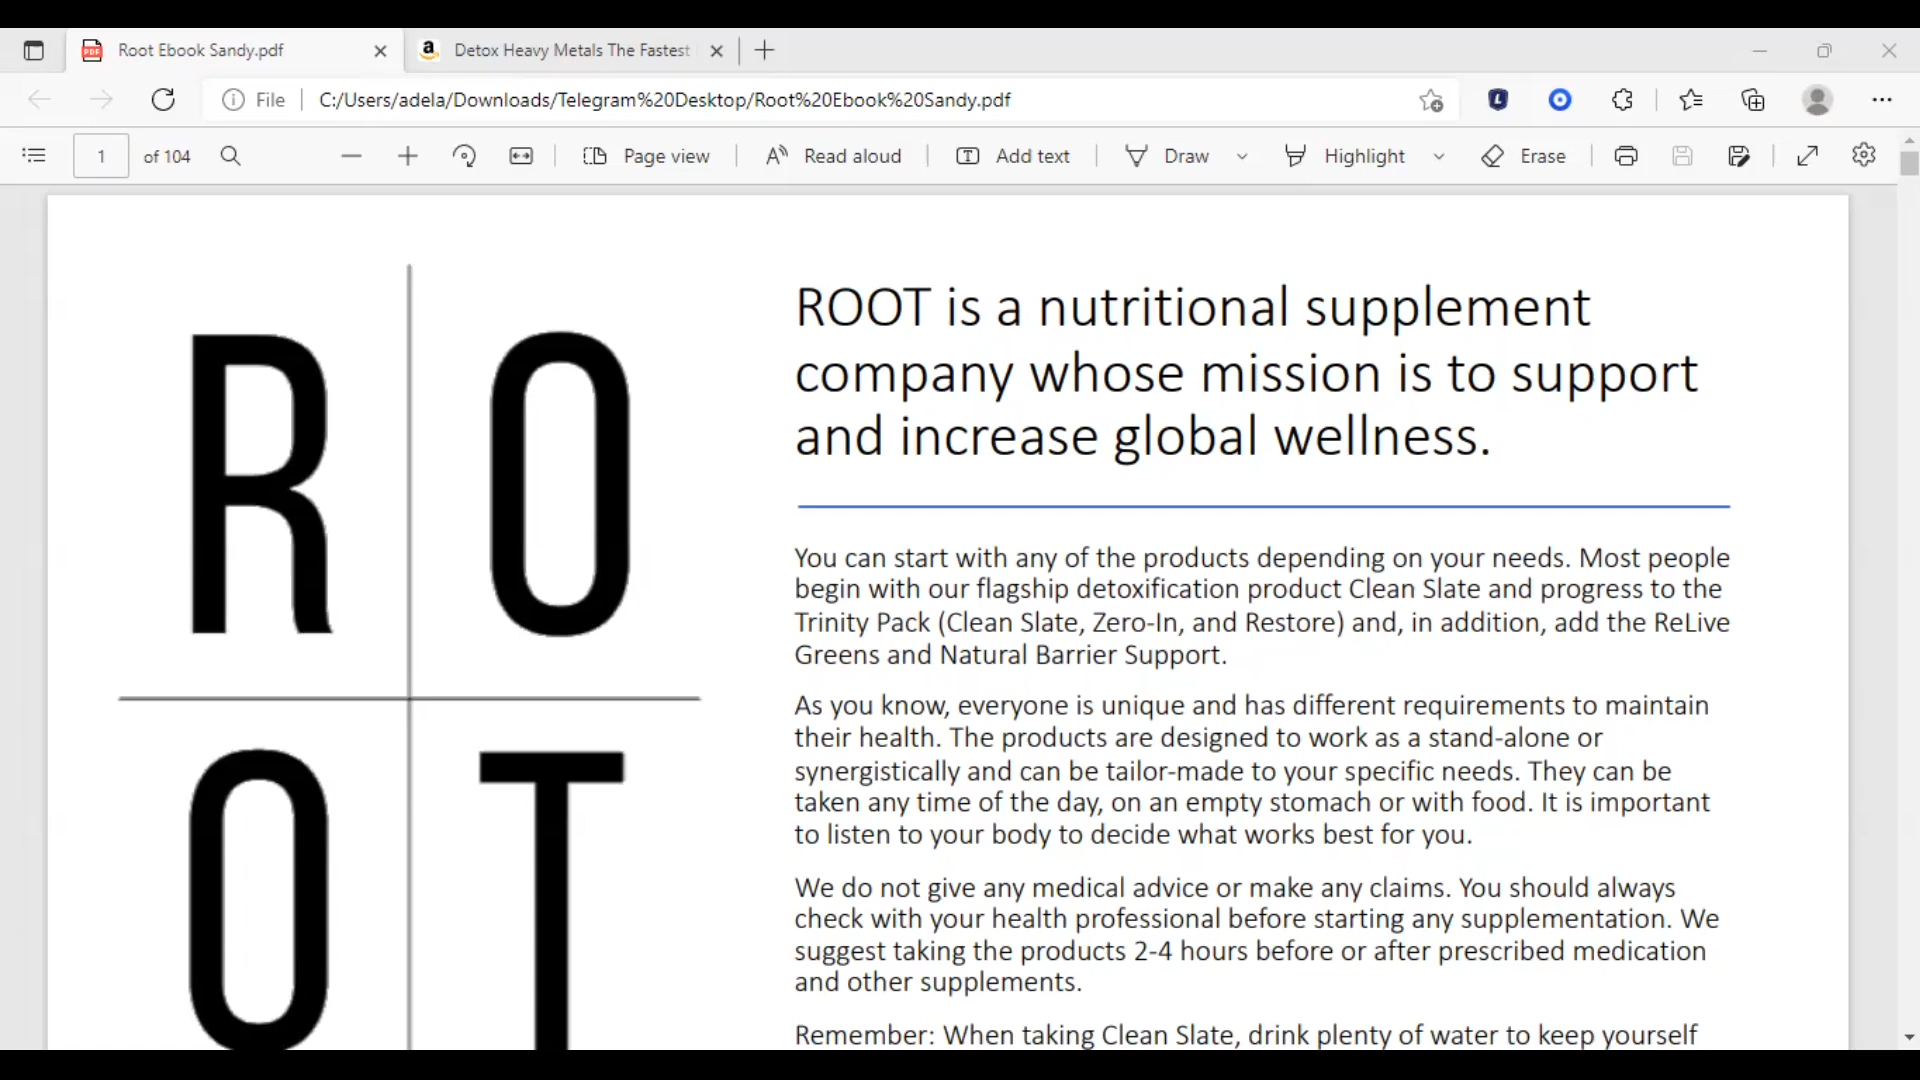 Root Ebook Sandy.pdf
Detox Heavy Metals The Fastest
File
C:/Users/adela/Downloads/Telegram%20Desktop/Root%20Ebook%20Sandy.pdf
1 of 104
Page view
Read aloud
Add text
Draw
Highlight
Erase
R O
O T
ROOT is a nutritional supplement
company whose mission is to support
and increase global wellness.
You can start with any of the products depending on your needs. Most people
begin with our flagship detoxification product Clean Slate and progress to the
Trinity Pack (Clean Slate, Zero-In, and Restore) and, in addition, add the ReLive
Greens and Natural Barrier Support.
As you know, everyone is unique and has different requirements to maintain
their health. The products are designed to work as a stand-alone or
synergistically and can be tailor-made to your specific needs. They can be
taken any time of the day, on an empty stomach or with food. It is important
to listen to your body to decide what works best for you.
We do not give any medical advice or make any claims. You should always
check with your health professional before starting any supplementation. We
suggest taking the products 2-4 hours before or after prescribed medication
and other supplements.
Remember: When taking Clean Slate, drink plenty of water to keep yourself